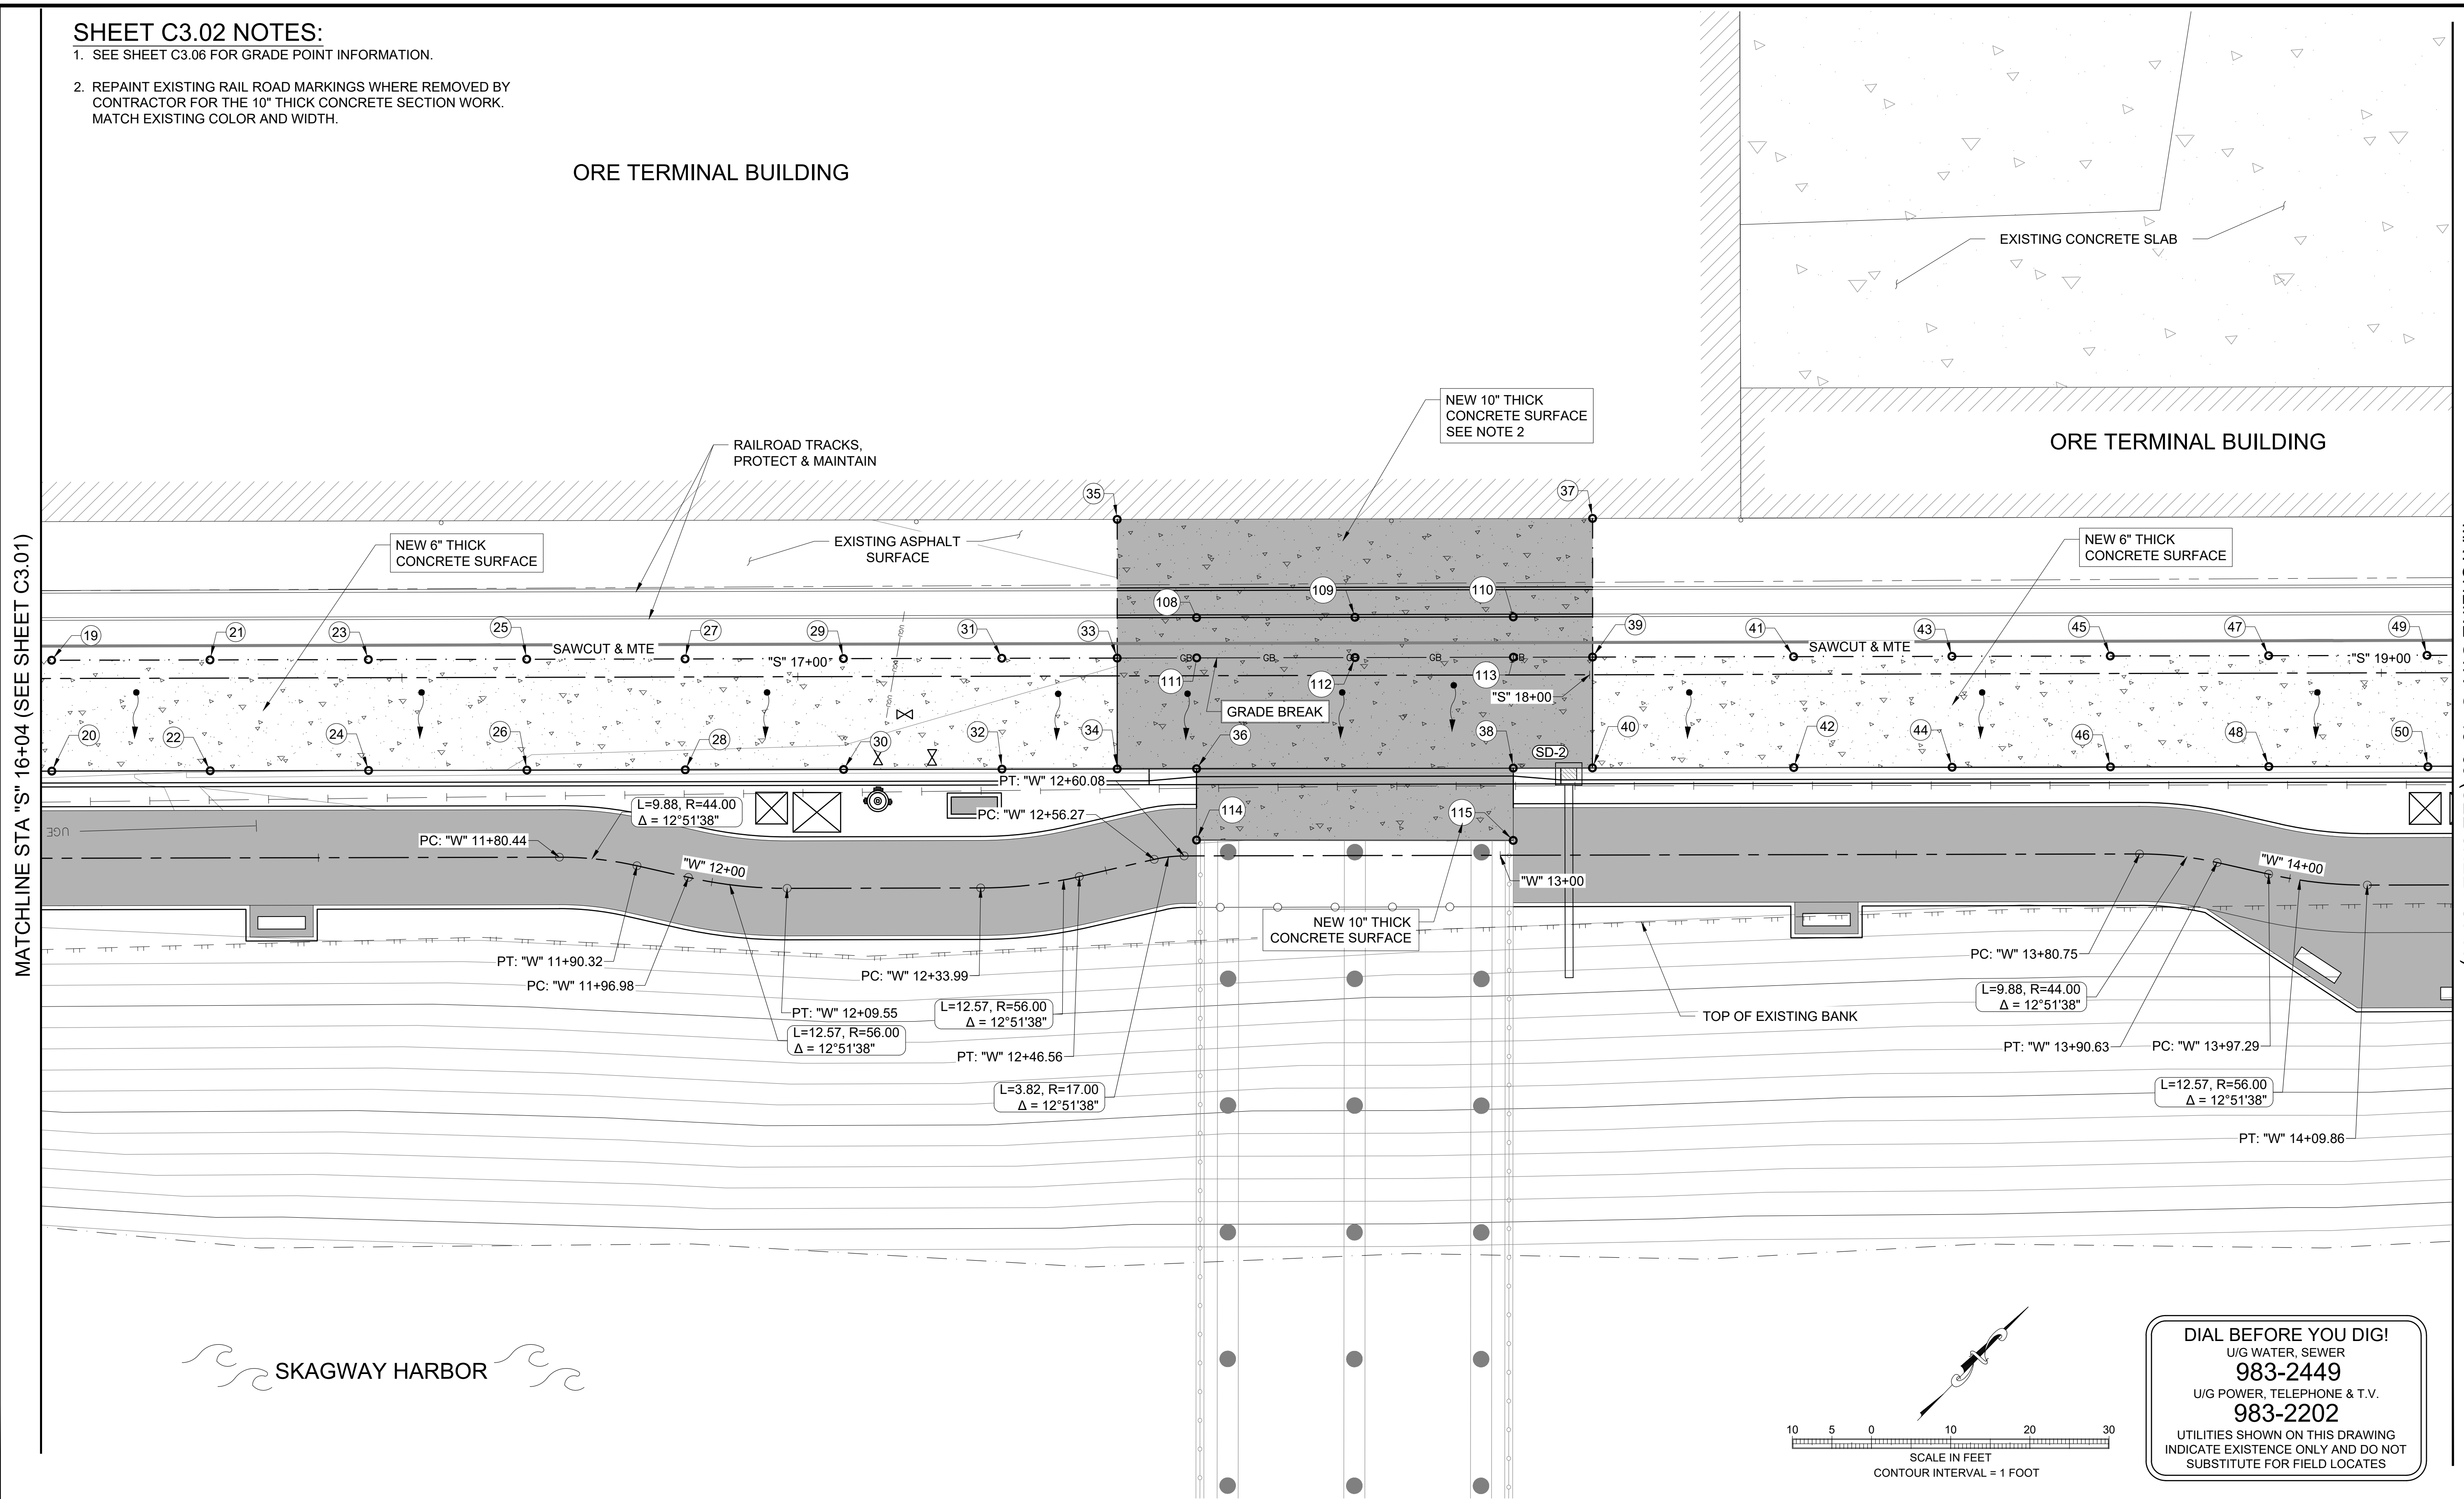 SHEET C3.02 NOTES:
1. SEE SHEET C3.06 FOR GRADE POINT INFORMATION.
2. REPAINT EXISTING RAIL ROAD MARKINGS WHERE REMOVED BY
CONTRACTOR FOR THE 10" THICK CONCRETE SECTION WORK.
MATCH EXISTING COLOR AND WIDTH.
ORE TERMINAL BUILDING
EXISTING CONCRETE SLAB
NEW 10" THICK
CONCRETE SURFACE
SEE NOTE 2
ORE TERMINAL BUILDING
RAILROAD TRACKS,
PROTECT & MAINTAIN
MATCHLINE STA "S" 16+04 (SEE SHEET C3.01)
NEW 6" THICK
CONCRETE SURFACE
EXISTING ASPHALT
SURFACE
35
37
NEW 6" THICK
CONCRETE SURFACE
108
109
110
19
21
23
25
27
29
31
33
39
41
43
45
47
49
SAWCUT & MTE
SAWCUT & MTE
"S" 17+00
"S" 19+00
GB
GB
GB
GB
GB
111
112
113
"S" 18+00
GRADE BREAK
20
22
24
26
28
30
32
34
36
38
SD-2
40
42
44
46
48
50
PT: "W" 12+60.08
L=9.88, R=44.00
Δ = 12°51'38"
PC: "W" 12+56.27
114
115
UGE
PC: "W" 11+80.44
"W" 12+00
"W" 13+00
"W" 14+00
NEW 10" THICK
CONCRETE SURFACE
PT: "W" 11+90.32
PC: "W" 11+96.98
PC: "W" 12+33.99
PC: "W" 13+80.75
PT: "W" 12+09.55
L=12.57, R=56.00
Δ = 12°51'38"
L=12.57, R=56.00
Δ = 12°51'38"
PT: "W" 12+46.56
L=3.82, R=17.00
Δ = 12°51'38"
TOP OF EXISTING BANK
L=9.88, R=44.00
Δ = 12°51'38"
PT: "W" 13+90.63
PC: "W" 13+97.29
L=12.57, R=56.00
Δ = 12°51'38"
PT: "W" 14+09.86
SKAGWAY HARBOR
10 5 0 10 20 30
SCALE IN FEET
CONTOUR INTERVAL = 1 FOOT
DIAL BEFORE YOU DIG!
U/G WATER, SEWER
983-2449
U/G POWER, TELEPHONE & T.V.
983-2202
UTILITIES SHOWN ON THIS DRAWING
INDICATE EXISTENCE ONLY AND DO NOT
SUBSTITUTE FOR FIELD LOCATES